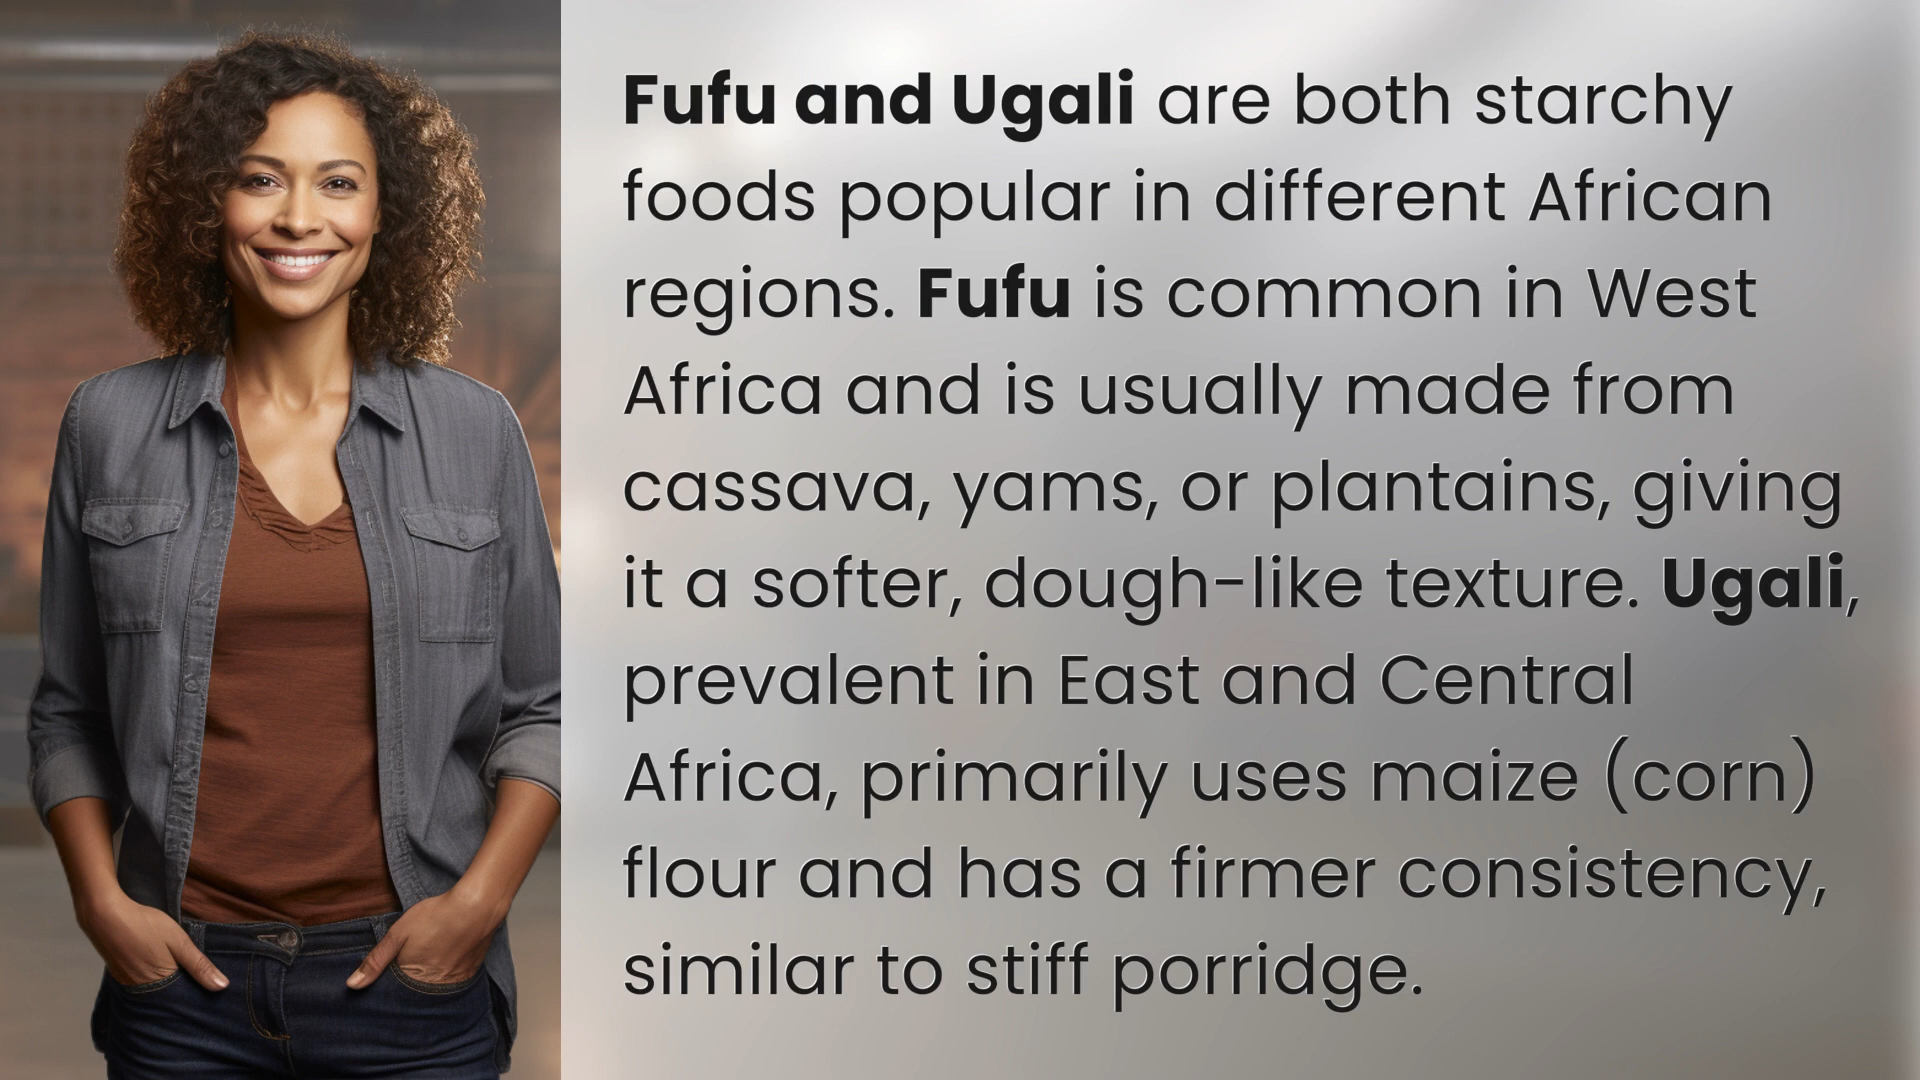 Fufu and Ugali are both starchy
foods popular in different African
regions. Fufu is common in West
Africa and is usually made from
cassava, yams, or plantains, giving
it a softer, dough-like texture. Ugali,
prevalent in East and Central
Africa, primarily uses maize (corn)
flour and has a firmer consistency,
similar to stiff porridge.